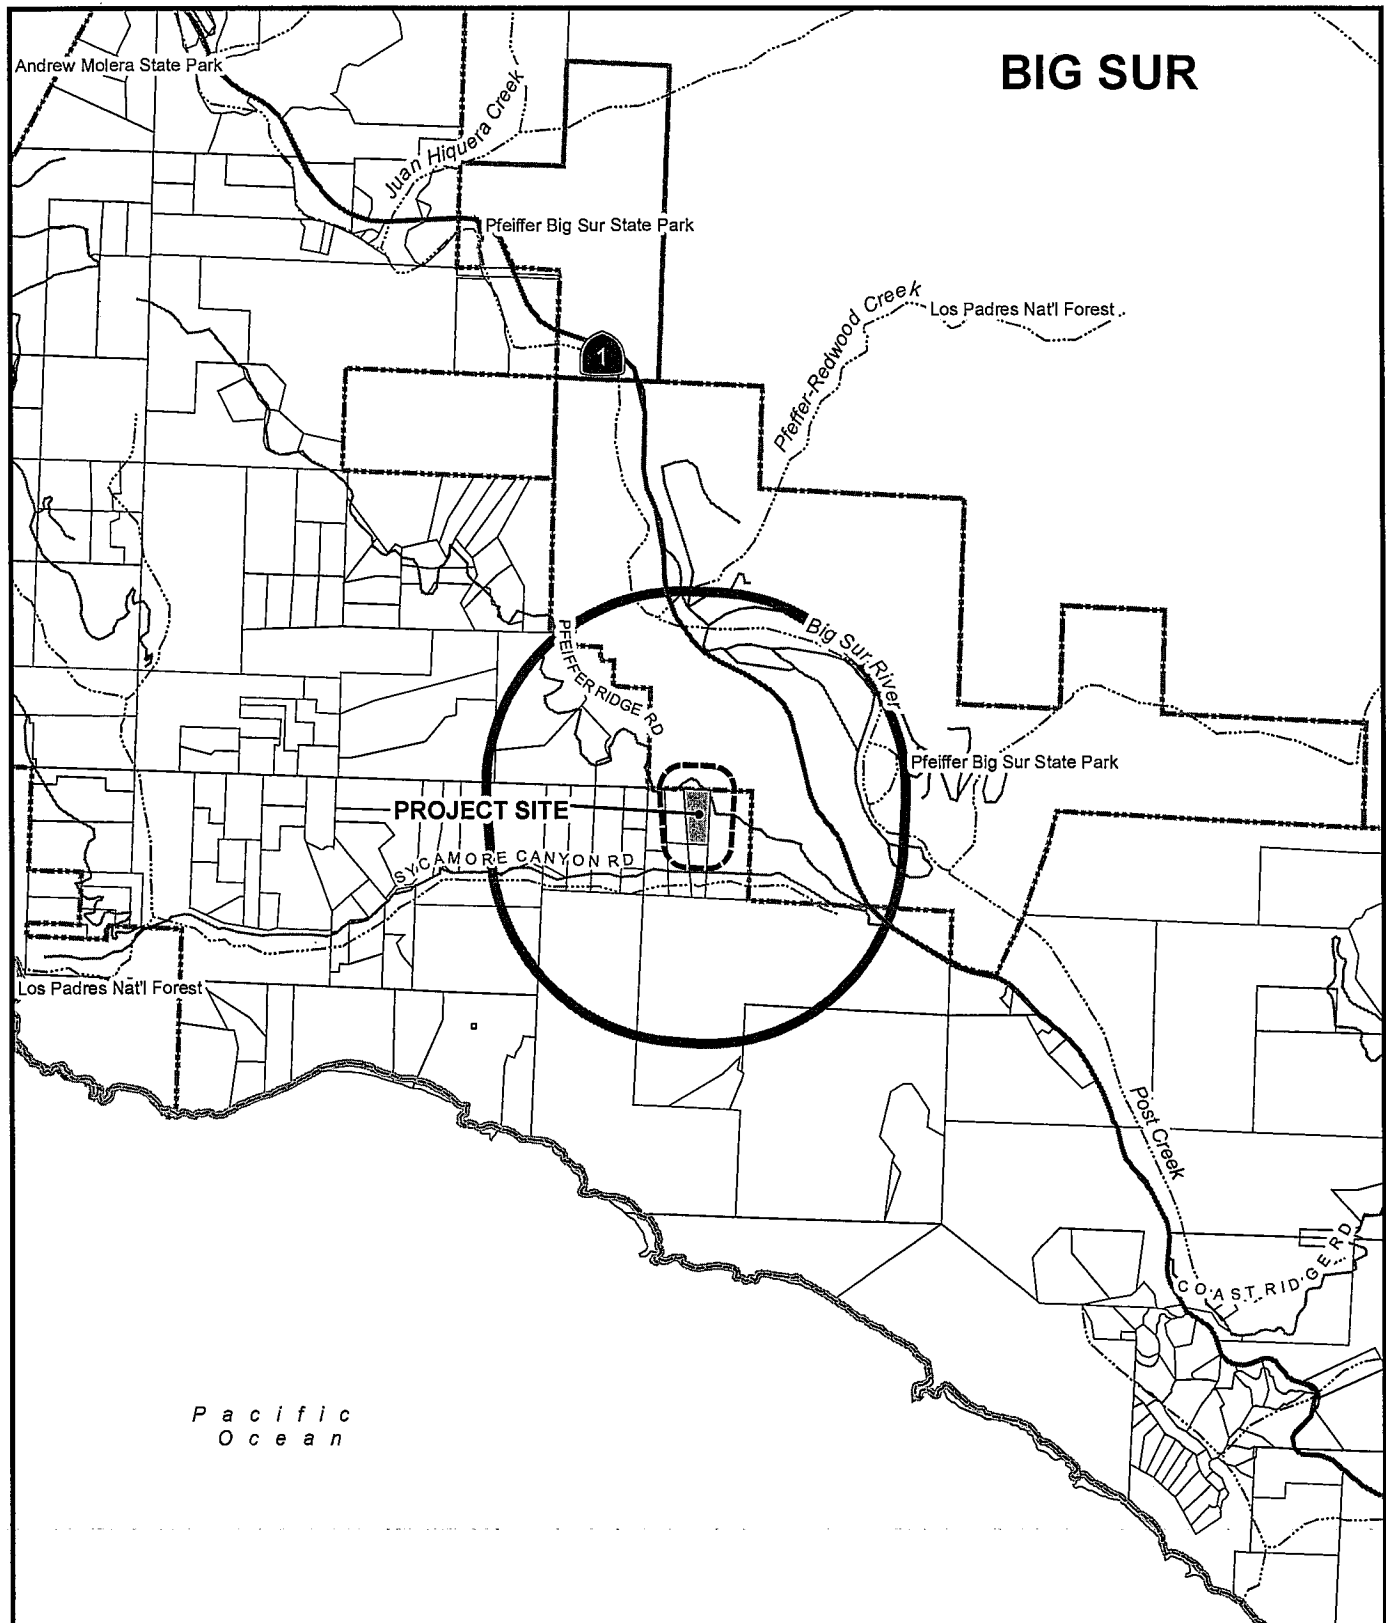 BIG SUR
Andrew Molera State Park
Juan Hiquera Creek
Pfeiffer Big Sur State Park
Pfeffer-Redwood Creek
Los Padres Nat'l Forest
1
PFEIFFER RIDGE RD
Big Sur River
Pfeiffer Big Sur State Park
PROJECT SITE
SYCAMORE CANYON RD
Los Padres Nat'l Forest
Post Creek
COAST RIDGE RD
Pacific
Ocean